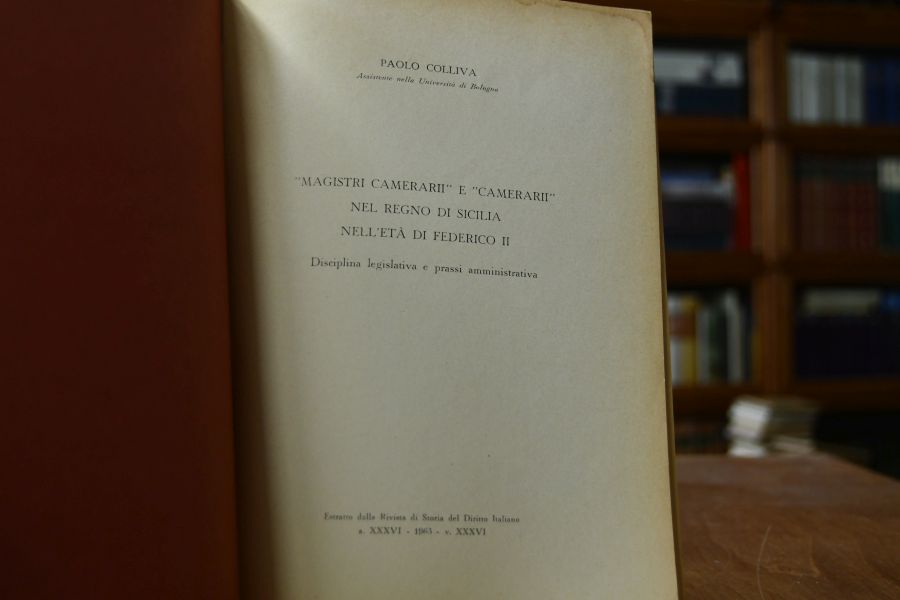 PAOLO COLLIVA
Assistente nella Università di Bologna
"MAGISTRI CAMERARII" E "CAMERARII"
NEL REGNO DI SICILIA
NELL'ETÀ DI FEDERICO II
Disciplina legislativa e prassi amministrativa
Estratto dalla Rivista di Storia del Diritto Italiano
a. XXXVI - 1963 - v. XXXVI